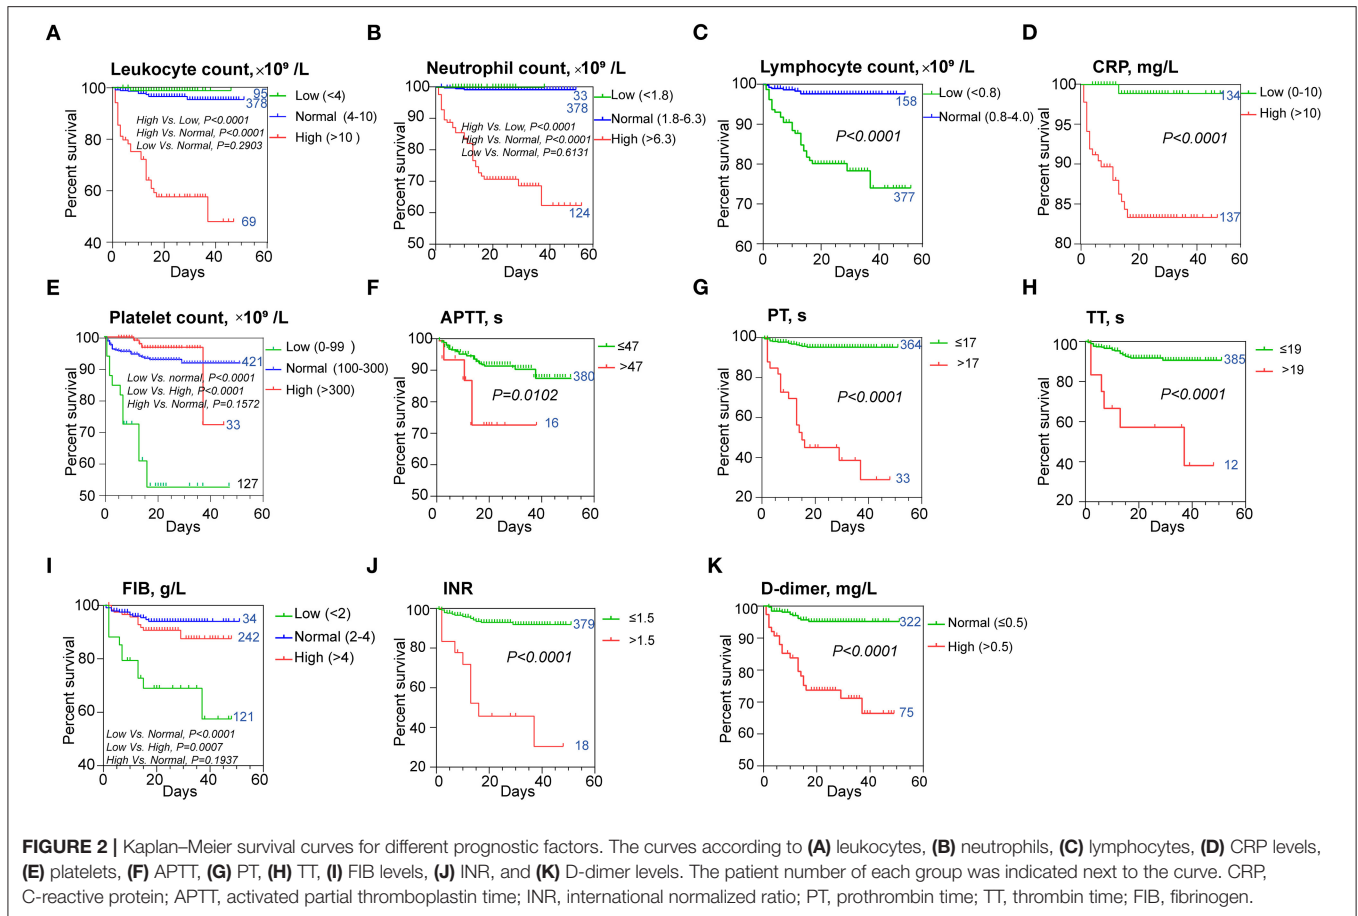 A
Leukocyte count, ×10⁹ /L
Percent survival
100
80
60
40
0
20
40
60
Days
95
378
69
Low (<4)
Normal (4-10)
High (>10 )
High Vs. Low, P<0.0001
High Vs. Normal, P<0.0001
Low Vs. Normal, P=0.2903
B
Neutrophil count, ×10⁹ /L
Percent survival
100
90
80
70
60
50
0
20
40
60
Days
33
378
124
Low (<1.8)
Normal (1.8-6.3)
High (>6.3)
High Vs. Low, P<0.0001
High Vs. Normal, P<0.0001
Low Vs. Normal, P=0.6131
C
Lymphocyte count, ×10⁹ /L
Percent survival
100
90
80
70
60
0
20
40
60
Days
158
377
Low (<0.8)
Normal (0.8-4.0)
P<0.0001
D
CRP, mg/L
Percent survival
100
95
90
85
80
0
20
40
60
Days
134
137
Low (0-10)
High (>10)
P<0.0001
E
Platelet count, ×10⁹ /L
Percent survival
100
90
80
70
60
50
0
20
40
60
Days
421
33
127
Low (0-99 )
Normal (100-300)
High (>300)
Low Vs. normal, P<0.0001
Low Vs. High, P<0.0001
High Vs. Normal, P=0.1572
F
APTT, s
Percent survival
100
90
80
70
60
50
0
20
40
60
Days
380
16
≤47
>47
P=0.0102
G
PT, s
Percent survival
100
80
60
40
20
0
20
40
60
Days
364
33
≤17
>17
P<0.0001
H
TT, s
Percent survival
100
80
60
40
20
0
20
40
60
Days
385
12
≤19
>19
P<0.0001
I
FIB, g/L
Percent survival
100
80
60
40
0
20
40
60
Days
34
242
121
Low (<2)
Normal (2-4)
High (>4)
Low Vs. Normal, P<0.0001
Low Vs. High, P=0.0007
High Vs. Normal, P=0.1937
J
INR
Percent survival
100
80
60
40
20
0
20
40
60
Days
379
18
≤1.5
>1.5
P<0.0001
K
D-dimer, mg/L
Percent survival
100
90
80
70
60
50
0
20
40
60
Days
322
75
Normal (≤0.5)
High (>0.5)
P<0.0001
FIGURE 2 | Kaplan–Meier survival curves for different prognostic factors. The curves according to (A) leukocytes, (B) neutrophils, (C) lymphocytes, (D) CRP levels,
(E) platelets, (F) APTT, (G) PT, (H) TT, (I) FIB levels, (J) INR, and (K) D-dimer levels. The patient number of each group was indicated next to the curve. CRP,
C-reactive protein; APTT, activated partial thromboplastin time; INR, international normalized ratio; PT, prothrombin time; TT, thrombin time; FIB, fibrinogen.